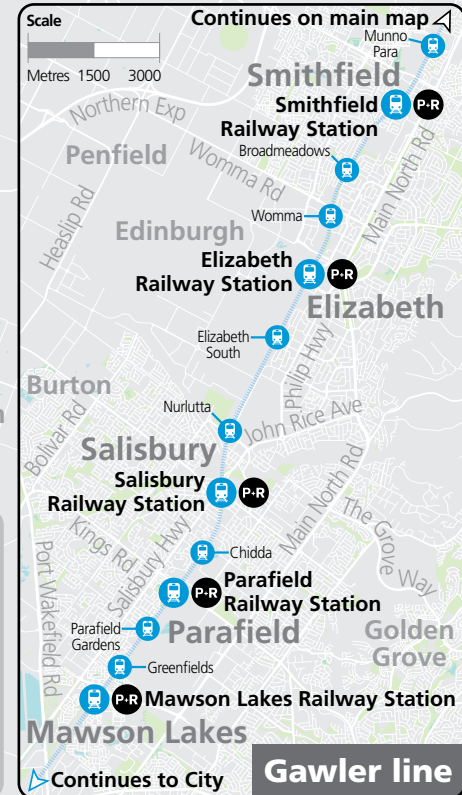 Scale
Metres 1500 3000
Continues on main map
Munno
Para
Smithfield
Smithfield
Railway Station
P+R
Northern Exp
Penfield
Womma Rd
Broadmeadows
Main North Rd
Heaslip Rd
Womma
Edinburgh
Elizabeth
Railway Station
P+R
Elizabeth
Elizabeth
South
Philip Hwy
Burton
Nurlutta
John Rice Ave
Bolivar Rd
Salisbury
Salisbury
Railway Station
P+R
Main North Rd
Kings Rd
Salisbury Hwy
The Grove Way
Chidda
Port Wakefield Rd
P+R
Parafield
Railway Station
Parafield
Gardens
Parafield
Golden
Grove
Greenfields
P+R
Mawson Lakes Railway Station
Mawson Lakes
Continues to City
Gawler line